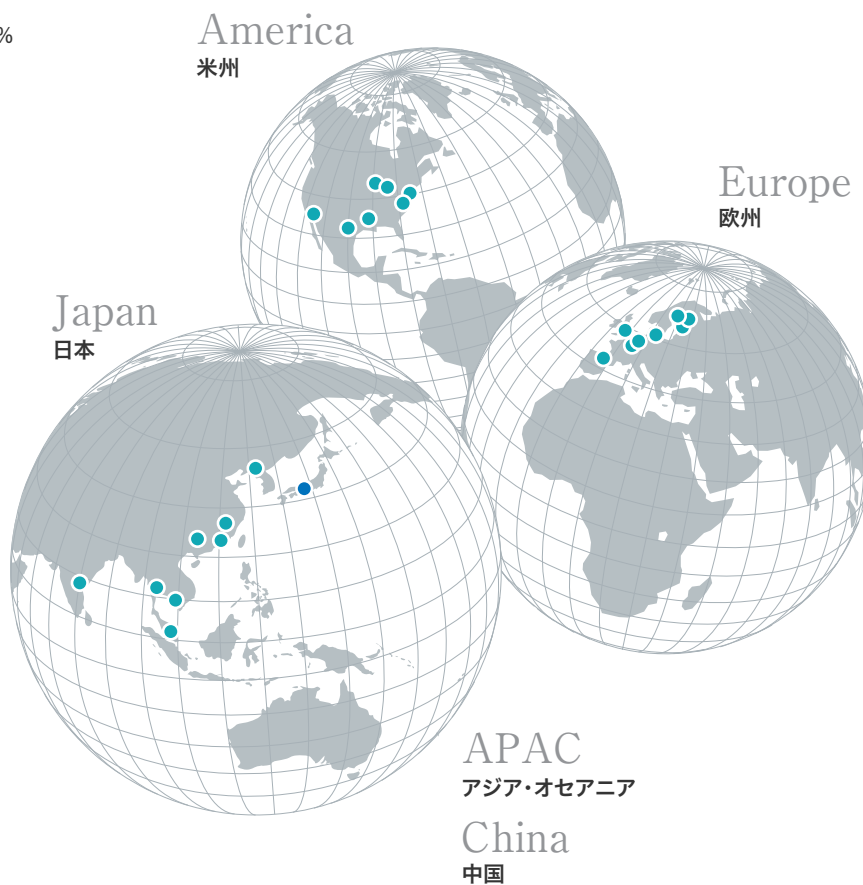 %
America
米州
Europe
欧州
Japan
日本
APAC
アジア・オセアニア
China
中国